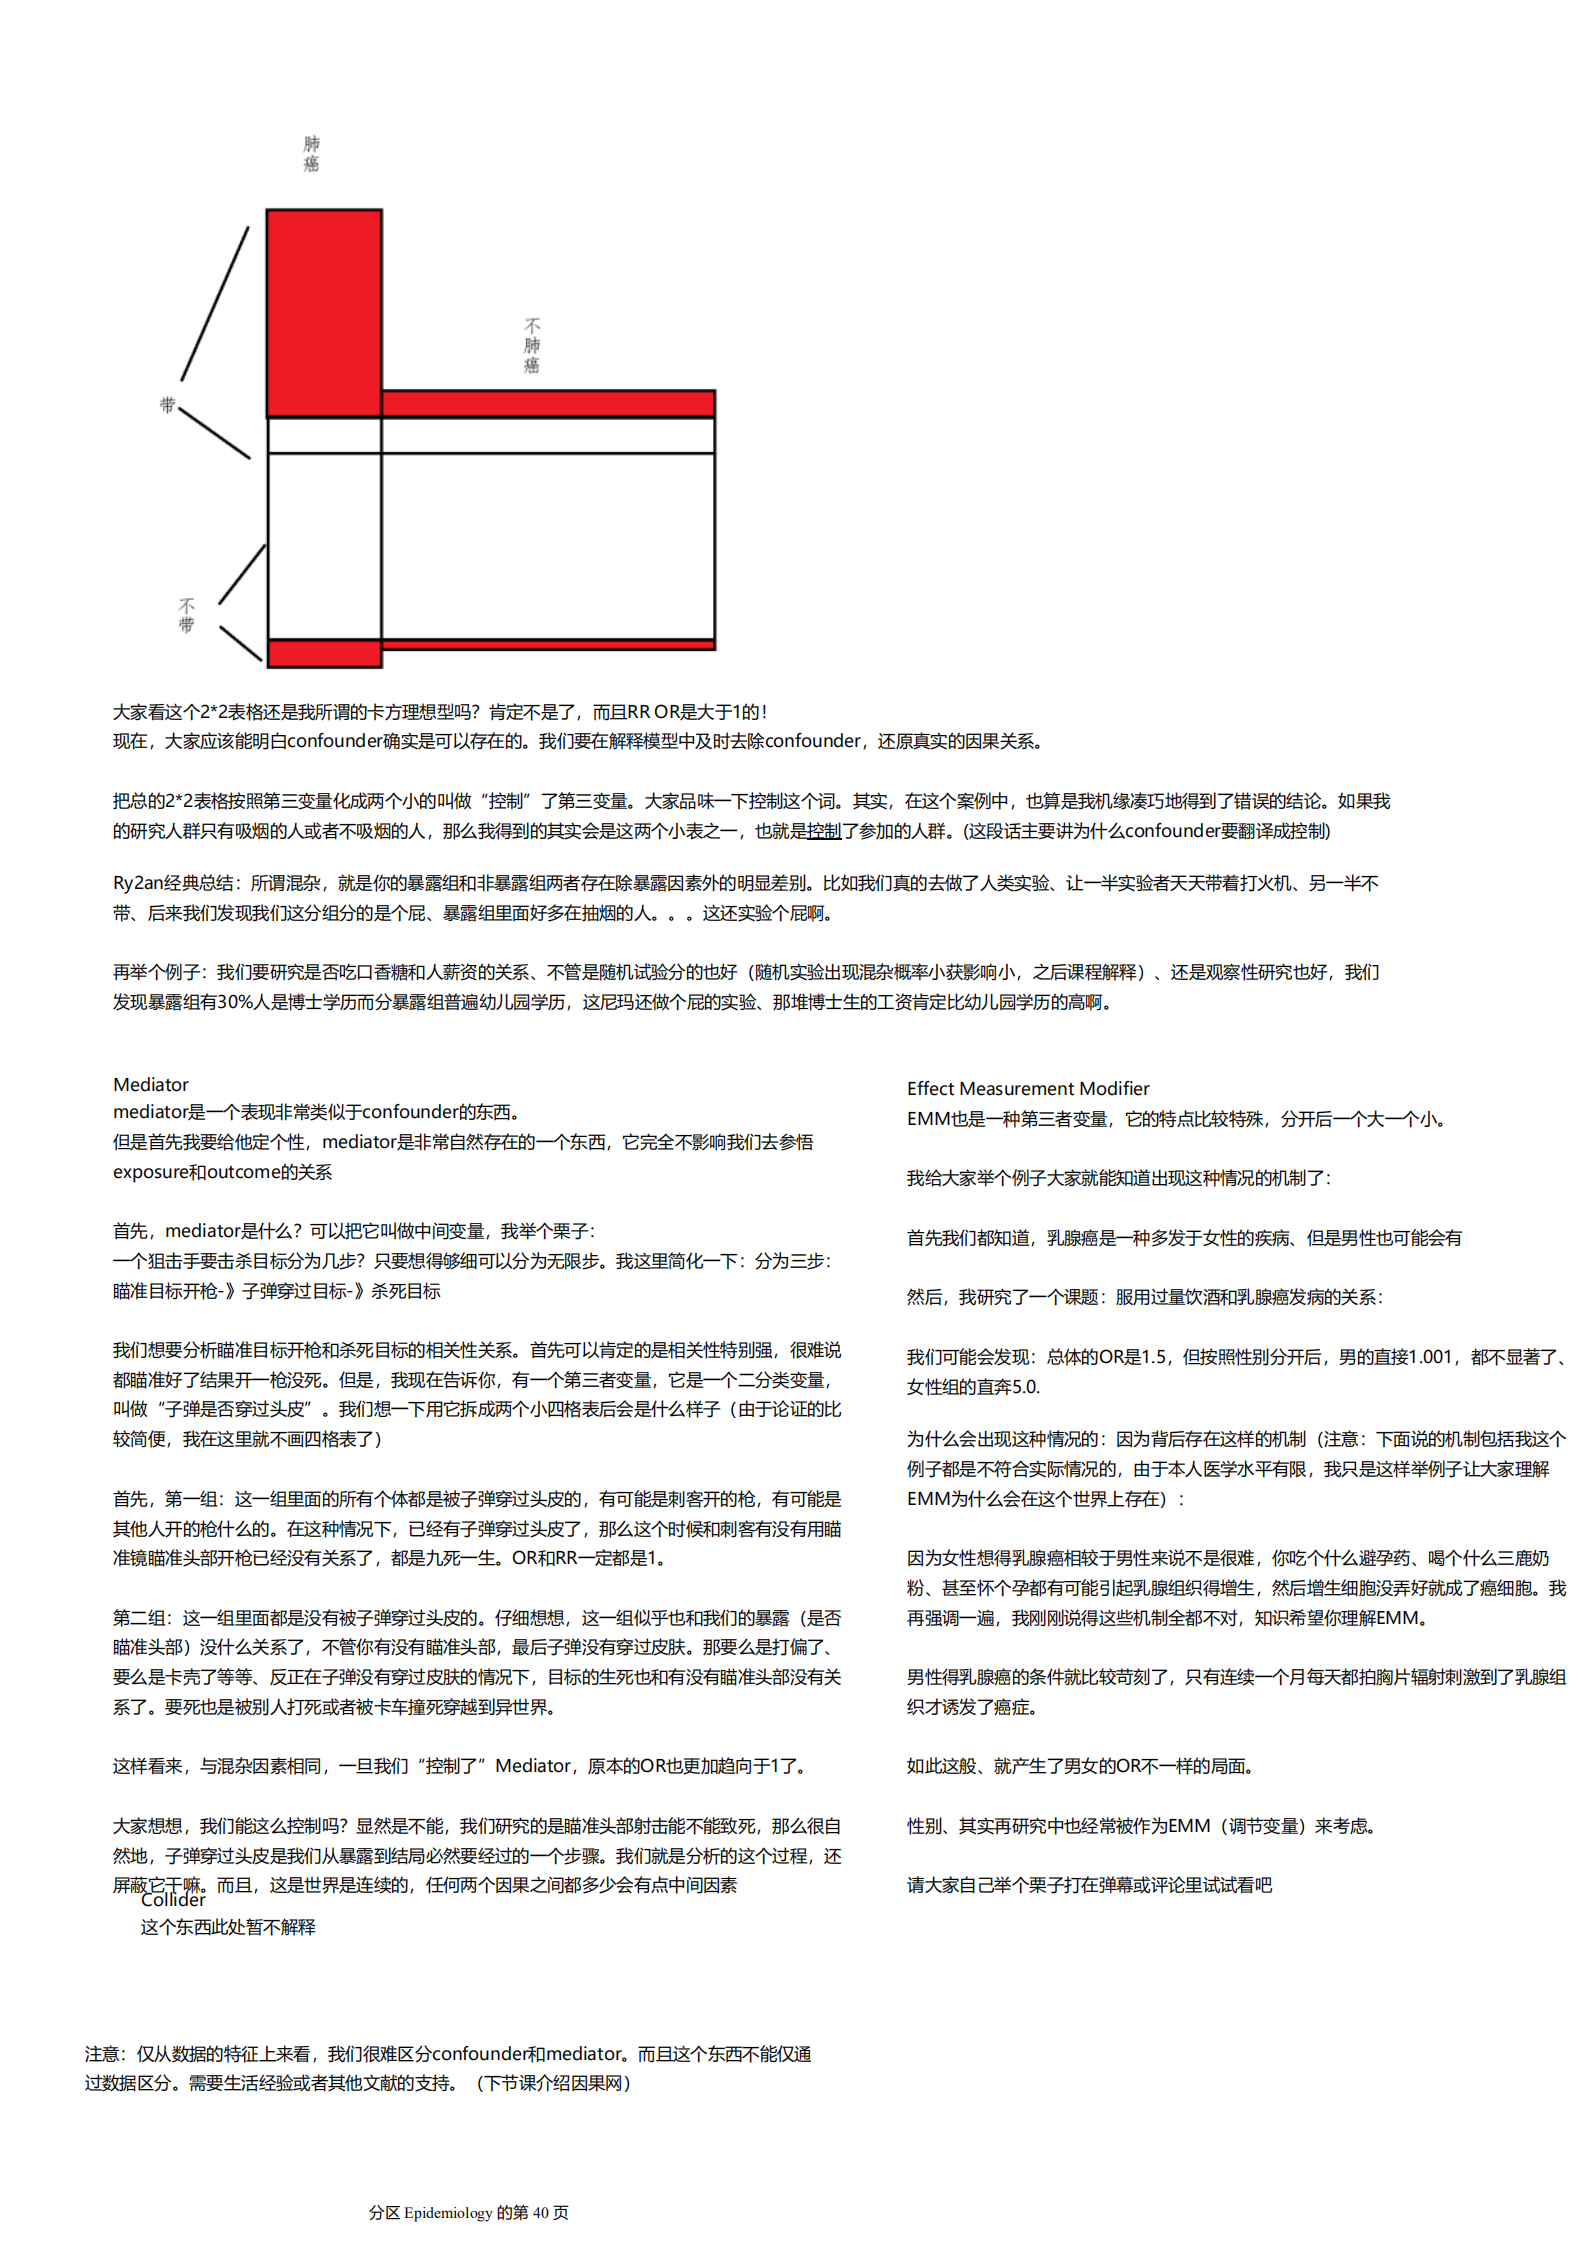 肺
癌
不
肺
癌
带
不
带
大家看这个2*2表格还是我所谓的卡方理想型吗？肯定不是了，而且RR OR是大于1的！
现在，大家应该能明白confounder确实是可以存在的。我们要在解释模型中及时去除confounder，还原真实的因果关系。
把总的2*2表格按照第三变量化成两个小的叫做“控制”了第三变量。大家品味一下控制这个词。其实，在这个案例中，也算是我机缘凑巧地得到了错误的结论。如果我
的研究人群只有吸烟的人或者不吸烟的人，那么我得到的其实会是这两个小表之一，也就是控制了参加的人群。(这段话主要讲为什么confounder要翻译成控制)
Ry2an经典总结：所谓混杂，就是你的暴露组和非暴露组两者存在除暴露因素外的明显差别。比如我们真的去做了人类实验、让一半实验者天天带着打火机、另一半不
带、后来我们发现我们这分组分的是个屁、暴露组里面好多在抽烟的人。。。这还实验个屁啊。
再举个例子：我们要研究是否吃口香糖和人薪资的关系、不管是随机试验分的也好（随机实验出现混杂概率小获影响小，之后课程解释）、还是观察性研究也好，我们
发现暴露组有30%人是博士学历而分暴露组普遍幼儿园学历，这尼玛还做个屁的实验、那堆博士生的工资肯定比幼儿园学历的高啊。
Mediator
mediator是一个表现非常类似于confounder的东西。
但是首先我要给他定个性，mediator是非常自然存在的一个东西，它完全不影响我们去参悟
exposure和outcome的关系
首先，mediator是什么？可以把它叫做中间变量，我举个栗子：
一个狙击手要击杀目标分为几步？只要想得够细可以分为无限步。我这里简化一下：分为三步：
瞄准目标开枪-》子弹穿过目标-》杀死目标
我们想要分析瞄准目标开枪和杀死目标的相关性关系。首先可以肯定的是相关性特别强，很难说
都瞄准好了结果开一枪没死。但是，我现在告诉你，有一个第三者变量，它是一个二分类变量，
叫做“子弹是否穿过头皮”。我们想一下用它拆成两个小四格表后会是什么样子（由于论证的比
较简便，我在这里就不画四格表了）
首先，第一组：这一组里面的所有个体都是被子弹穿过头皮的，有可能是刺客开的枪，有可能是
其他人开的枪什么的。在这种情况下，已经有子弹穿过头皮了，那么这个时候和刺客有没有用瞄
准镜瞄准头部开枪已经没有关系了，都是九死一生。OR和RR一定都是1。
第二组：这一组里面都是没有被子弹穿过头皮的。仔细想想，这一组似乎也和我们的暴露（是否
瞄准头部）没什么关系了，不管你有没有瞄准头部，最后子弹没有穿过皮肤。那要么是打偏了、
要么是卡壳了等等、反正在子弹没有穿过皮肤的情况下，目标的生死也和有没有瞄准头部没有关
系了。要死也是被别人打死或者被卡车撞死穿越到异世界。
这样看来，与混杂因素相同，一旦我们“控制了”Mediator，原本的OR也更加趋向于1了。
大家想想，我们能这么控制吗？显然是不能，我们研究的是瞄准头部射击能不能致死，那么很自
然地，子弹穿过头皮是我们从暴露到结局必然要经过的一个步骤。我们就是分析的这个过程，还
屏蔽它干嘛。而且，这是世界是连续的，任何两个因果之间都多少会有点中间因素
Collider
这个东西此处暂不解释
Effect Measurement Modifier
EMM也是一种第三者变量，它的特点比较特殊，分开后一个大一个小。
我给大家举个例子大家就能知道出现这种情况的机制了：
首先我们都知道，乳腺癌是一种多发于女性的疾病、但是男性也可能会有
然后，我研究了一个课题：服用过量饮酒和乳腺癌发病的关系：
我们可能会发现：总体的OR是1.5，但按照性别分开后，男的直接1.001，都不显著了、
女性组的直奔5.0.
为什么会出现这种情况的：因为背后存在这样的机制（注意：下面说的机制包括我这个
例子都是不符合实际情况的，由于本人医学水平有限，我只是这样举例子让大家理解
EMM为什么会在这个世界上存在）：
因为女性想得乳腺癌相较于男性来说不是很难，你吃个什么避孕药、喝个什么三鹿奶
粉、甚至怀个孕都有可能引起乳腺组织得增生，然后增生细胞没弄好就成了癌细胞。我
再强调一遍，我刚刚说得这些机制全都不对，知识希望你理解EMM。
男性得乳腺癌的条件就比较苛刻了，只有连续一个月每天都拍胸片辐射刺激到了乳腺组
织才诱发了癌症。
如此这般、就产生了男女的OR不一样的局面。
性别、其实再研究中也经常被作为EMM（调节变量）来考虑。
请大家自己举个栗子打在弹幕或评论里试试看吧
注意：仅从数据的特征上来看，我们很难区分confounder和mediator。而且这个东西不能仅通
过数据区分。需要生活经验或者其他文献的支持。（下节课介绍因果网）
分区 Epidemiology 的第 40 页